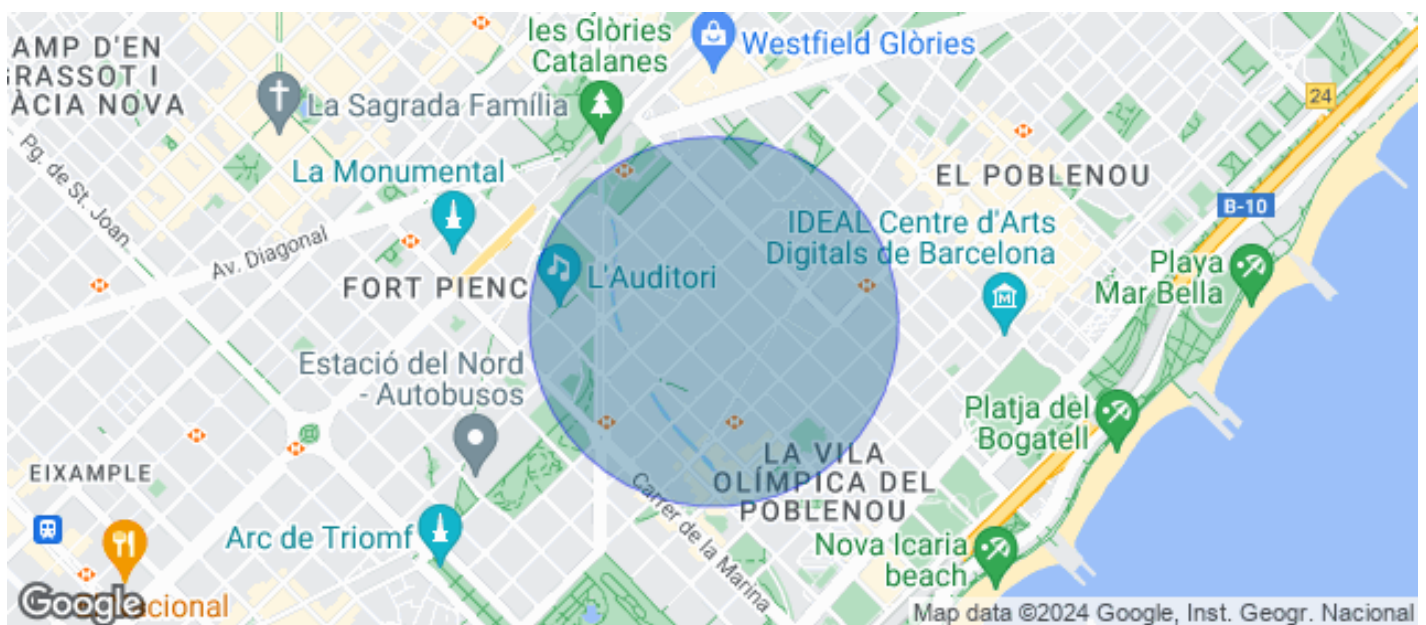 AMP D'EN
GRASSOT I
ÀCIA NOVA
La Sagrada Família
les Glòries
Catalanes
Westfield Glòries
24
Pg. de St. Joan
La Monumental
EL POBLENOU
B-10
Av. Diagonal
IDEAL Centre d'Arts
Digitals de Barcelona
FORT PIENC
L'Auditori
Playa
Mar Bella
Estació del Nord
- Autobusos
Platja del
Bogatell
EIXAMPLE
LA VILA
OLÍMPICA DEL
POBLENOU
Carrer de la Marina
Arc de Triomf
Nova Icaria
beach
Google
nacional
Map data ©2024 Google, Inst. Geogr. Nacional